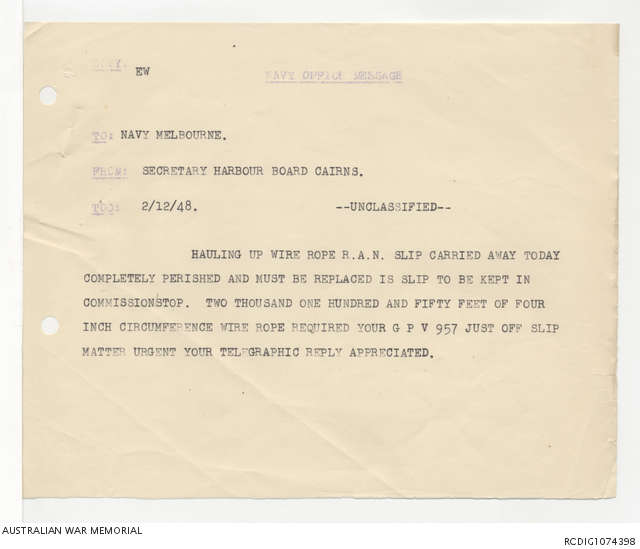 EW
NAVY OFFICE MESSAGE
TO: NAVY MELBOURNE.
FROM: SECRETARY HARBOUR BOARD CAIRNS.
TOO: 2/12/48. --UNCLASSIFIED--
HAULING UP WIRE ROPE R.A.N. SLIP CARRIED AWAY TODAY
COMPLETELY PERISHED AND MUST BE REPLACED IS SLIP TO BE KEPT IN
COMMISSIONSTOP. TWO THOUSAND ONE HUNDRED AND FIFTY FEET OF FOUR
INCH CIRCUMFERENCE WIRE ROPE REQUIRED YOUR G P V 957 JUST OFF SLIP
MATTER URGENT YOUR TELEGRAPHIC REPLY APPRECIATED.
AUSTRALIAN WAR MEMORIAL RCDIG1074398